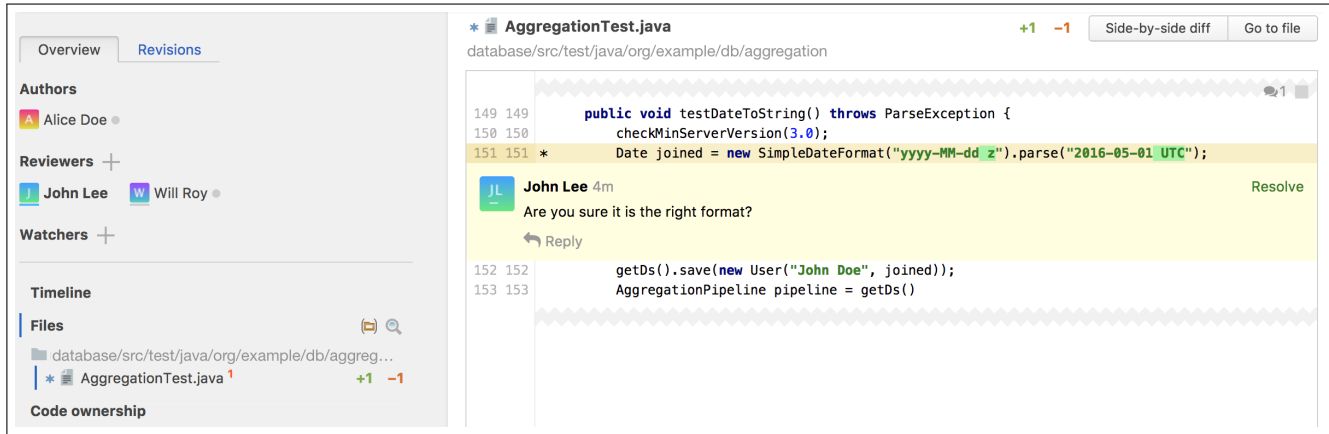 Overview Revisions
Authors
A Alice Doe
Reviewers
J John Lee W Will Roy
Watchers
Timeline
Files
database/src/test/java/org/example/db/aggreg...
AggregationTest.java 1 +1 −1
Code ownership
* AggregationTest.java +1 −1 Side-by-side diff Go to file
database/src/test/java/org/example/db/aggregation
1
149 149 public void testDateToString() throws ParseException {
150 150 checkMinServerVersion(3.0);
151 151 * Date joined = new SimpleDateFormat("yyyy-MM-dd z").parse("2016-05-01 UTC");
JL John Lee 4m Resolve
Are you sure it is the right format?
Reply
152 152 getDs().save(new User("John Doe", joined));
153 153 AggregationPipeline pipeline = getDs()